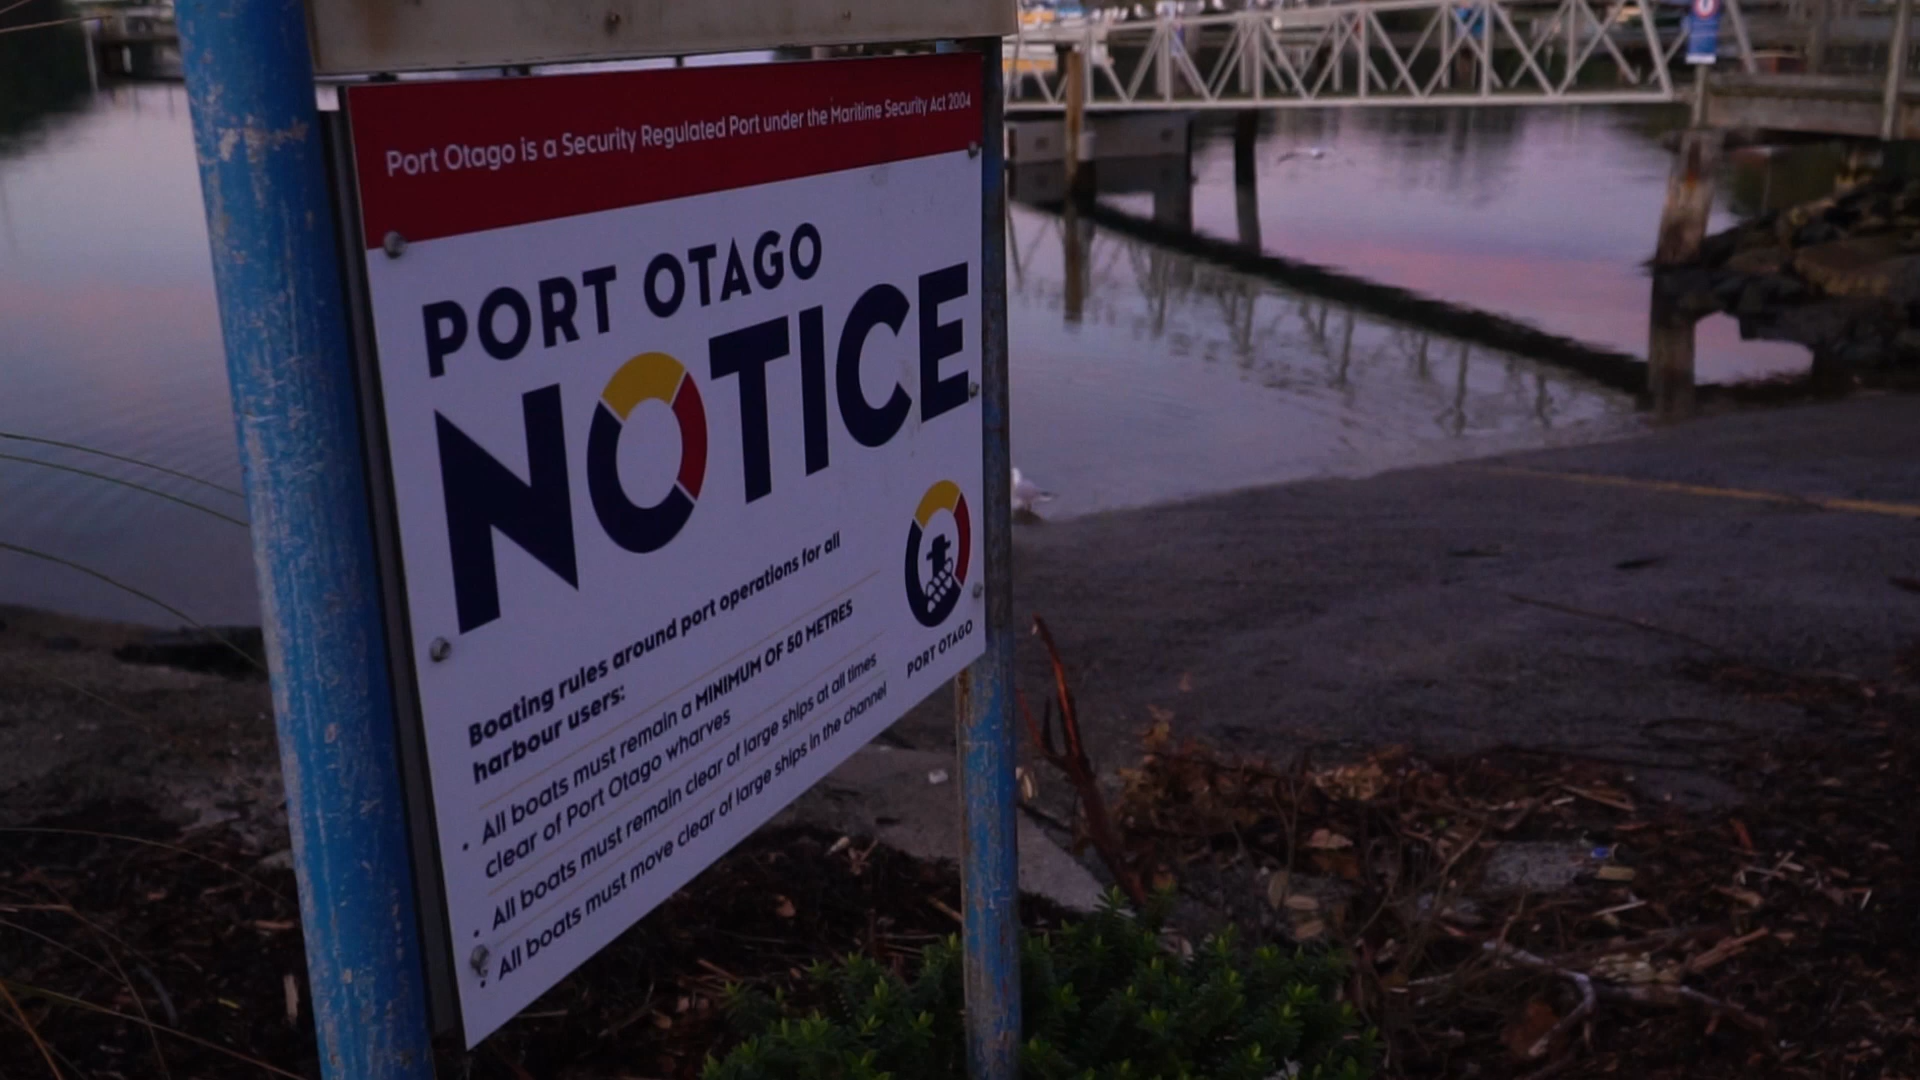 Port Otago is a Security Regulated Port under the Maritime Security Act 2004
PORT OTAGO
NOTICE
Boating rules around port operations for all
harbour users:
• All boats must remain a MINIMUM OF 50 METRES
clear of Port Otago wharves
• All boats must remain clear of large ships at all times
• All boats must move clear of large ships in the channel
PORT OTAGO